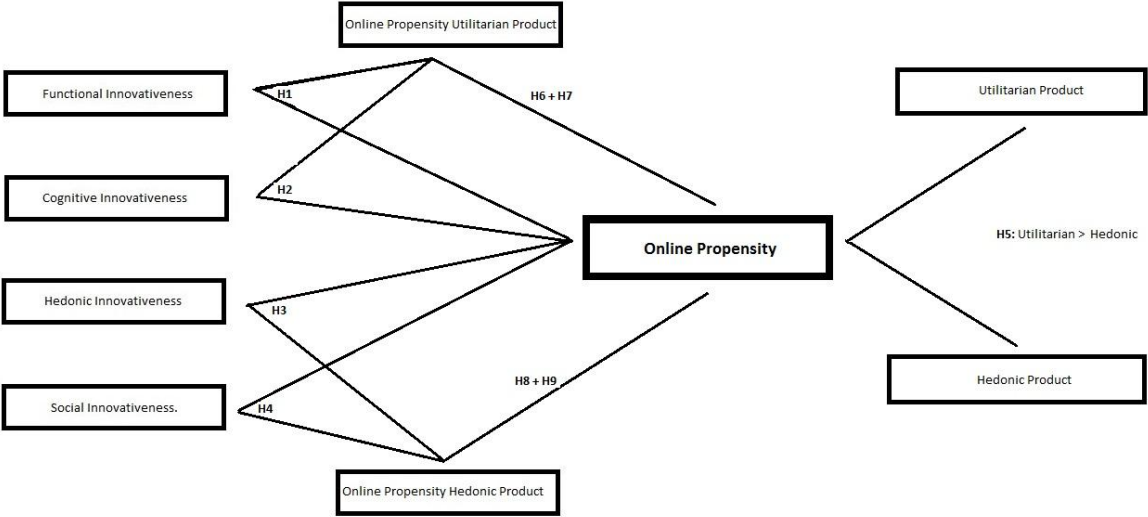 Online Propensity Utilitarian Product
Functional Innovativeness
H1
H6 + H7
Utilitarian Product
Cognitive Innovativeness
H2
Online Propensity
H5: Utilitarian > Hedonic
Hedonic Innovativeness
H3
H8 + H9
Hedonic Product
Social Innovativeness.
H4
Online Propensity Hedonic Product